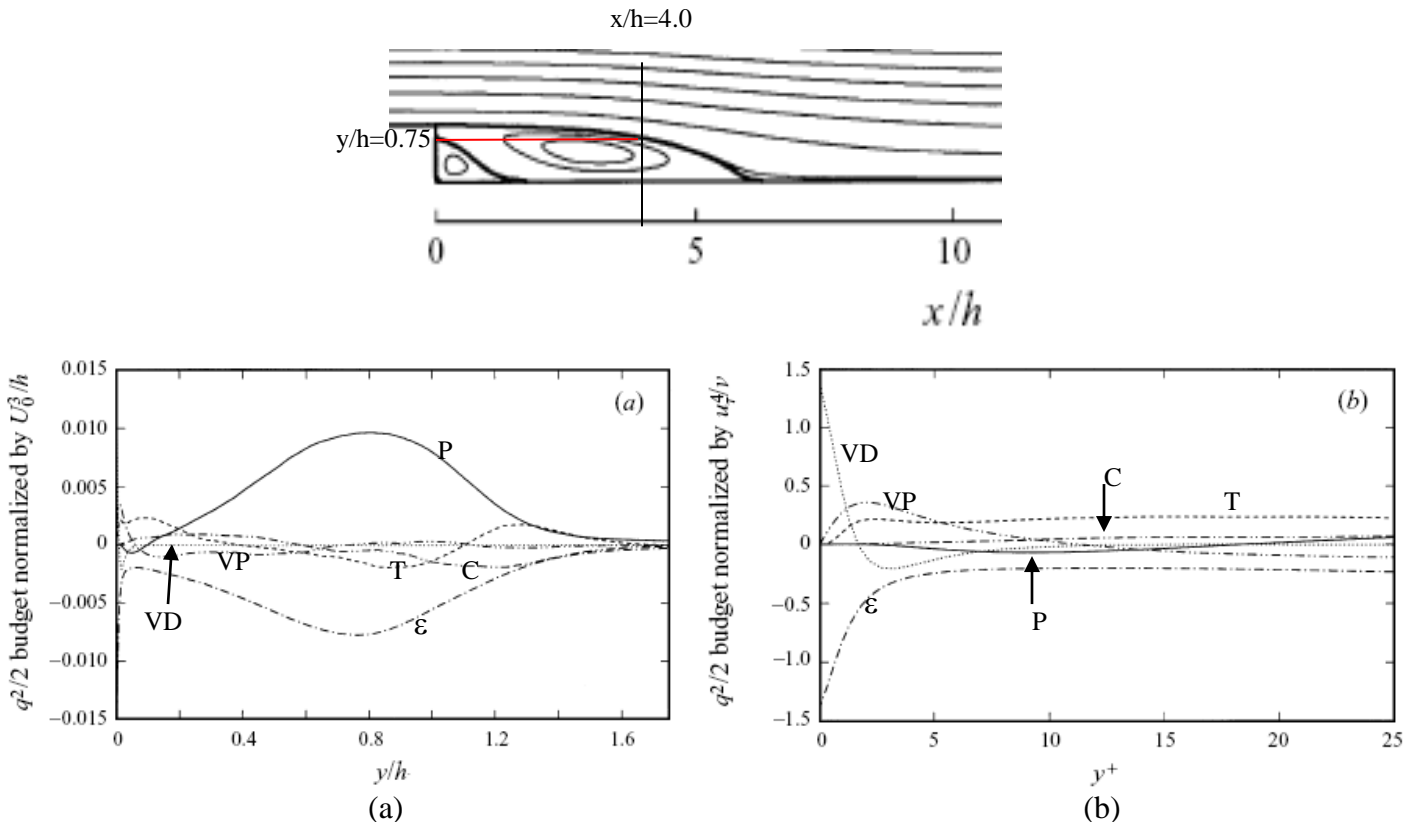 x/h=4.0
y/h=0.75
0 5 10
x/h
q²/2 budget normalized by U₀³/h
0.015
0.010
0.005
0
−0.005
−0.010
−0.015
(a)
P
VP
T
C
VD
ε
0 0.4 0.8 1.2 1.6
y/h
(a)
q²/2 budget normalized by uτ⁴/ν
1.5
1.0
0.5
0
−0.5
−1.0
−1.5
(b)
VD
VP
C
T
ε
P
0 5 10 15 20 25
y⁺
(b)